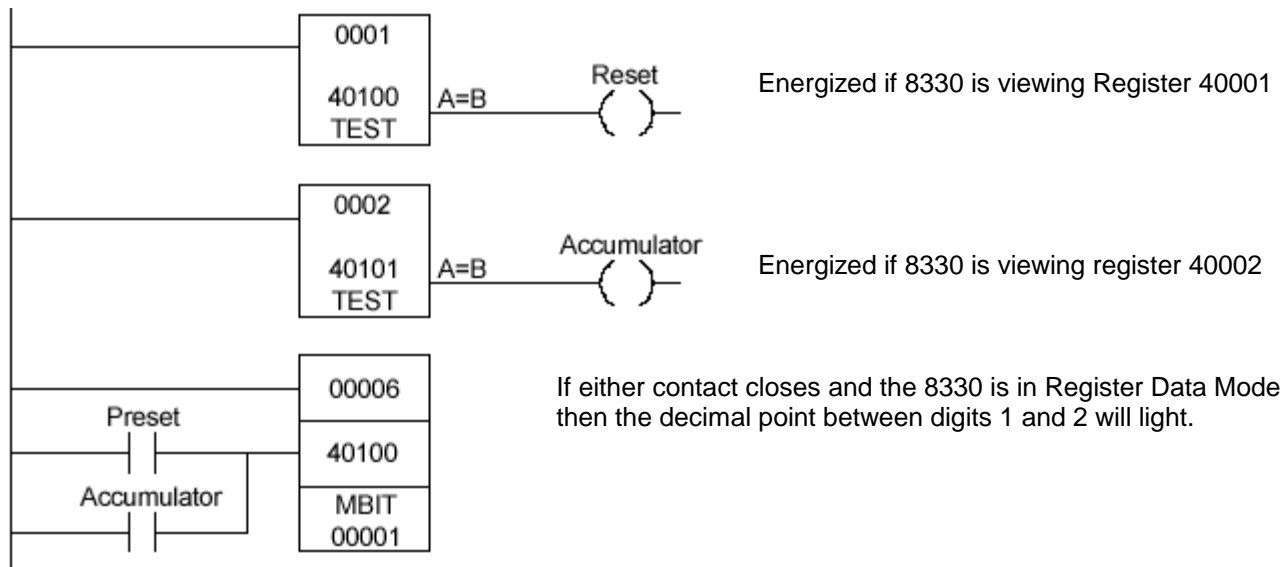 0001
40100
TEST
A=B
Reset
Energized if 8330 is viewing Register 40001
0002
40101
TEST
A=B
Accumulator
Energized if 8330 is viewing register 40002
00006
40100
MBIT
00001
Preset
Accumulator
If either contact closes and the 8330 is in Register Data Mode
then the decimal point between digits 1 and 2 will light.